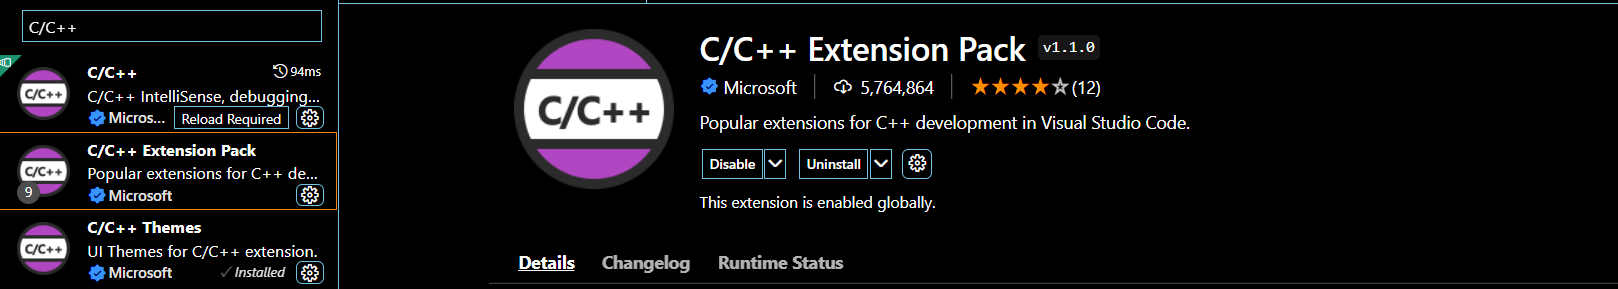 C/C++
C/C++
C/C++ 94ms
C/C++ IntelliSense, debugging...
Micros... Reload Required
C/C++
C/C++ Extension Pack
Popular extensions for C++ de...
9 Microsoft
C/C++
C/C++ Themes
UI Themes for C/C++ extension.
Microsoft ✓Installed
C/C++
C/C++ Extension Pack v1.1.0
Microsoft 5,764,864 ★★★★☆(12)
Popular extensions for C++ development in Visual Studio Code.
Disable Uninstall
This extension is enabled globally.
Details Changelog Runtime Status